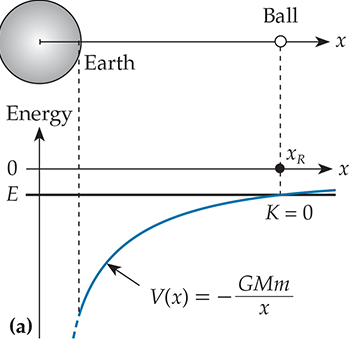 Ball
x
Earth
Energy
0
x_R
x
E
K = 0
V(x) = −GMm/x
(a)